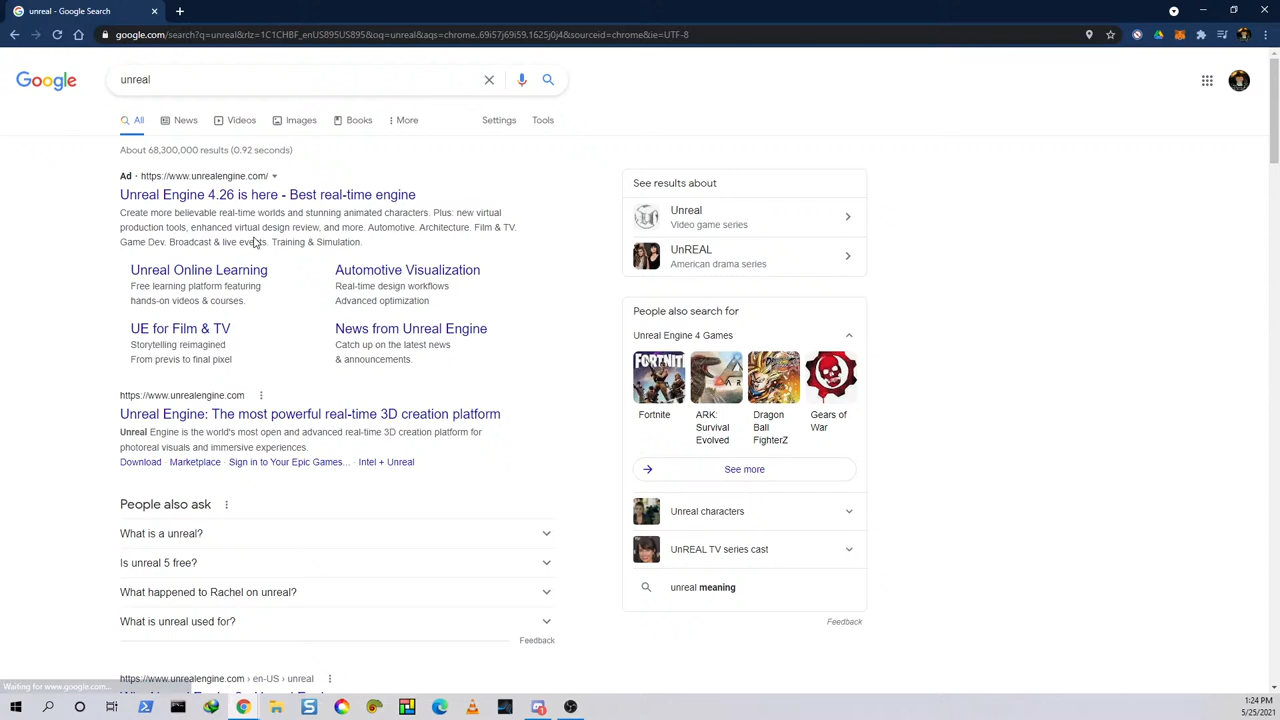 unreal - Google Search
google.com/search?q=unreal&rlz=1C1CHBF_enUS895US895&oq=unreal&aqs=chrome..69i57j69i59.1625j0j4&sourceid=chrome&ie=UTF-8
Google
unreal
All
News
Videos
Images
Books
More
Settings
Tools
About 68,300,000 results (0.92 seconds)
Ad · https://www.unrealengine.com/
Unreal Engine 4.26 is here - Best real-time engine
Create more believable real-time worlds and stunning animated characters. Plus: new virtual
production tools, enhanced virtual design review, and more. Automotive. Architecture. Film & TV.
Game Dev. Broadcast & live events. Training & Simulation.
Unreal Online Learning
Free learning platform featuring
hands-on videos & courses.
Automotive Visualization
Real-time design workflows
Advanced optimization
UE for Film & TV
Storytelling reimagined
From previs to final pixel
News from Unreal Engine
Catch up on the latest news
& announcements.
https://www.unrealengine.com
Unreal Engine: The most powerful real-time 3D creation platform
Unreal Engine is the world's most open and advanced real-time 3D creation platform for
photoreal visuals and immersive experiences.
Download · Marketplace · Sign in to Your Epic Games... · Intel + Unreal
People also ask
What is a unreal?
Is unreal 5 free?
What happened to Rachel on unreal?
What is unreal used for?
Feedback
https://www.unrealengine.com › en-US › unreal
See results about
Unreal
Video game series
UnREAL
American drama series
People also search for
Unreal Engine 4 Games
FORTNITE
ARK
Fortnite
ARK:
Survival
Evolved
Dragon
Ball
FighterZ
Gears of
War
See more
Unreal characters
UnREAL TV series cast
unreal meaning
Feedback
Waiting for www.google.com...
1:24 PM
5/25/2021